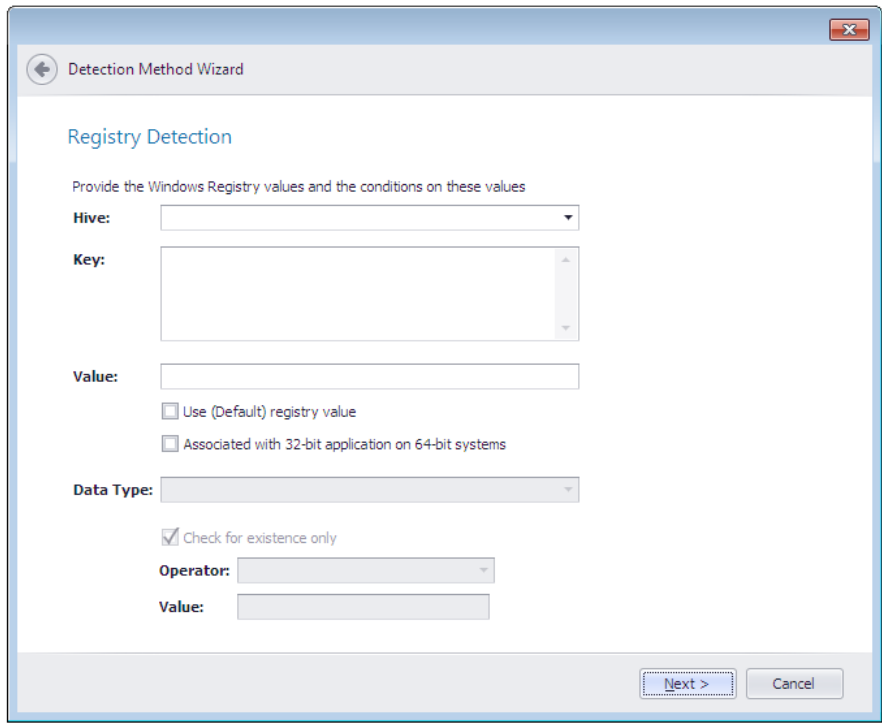 Detection Method Wizard
Registry Detection
Provide the Windows Registry values and the conditions on these values
Hive:
Key:
Value:
Use (Default) registry value
Associated with 32-bit application on 64-bit systems
Data Type:
Check for existence only
Operator:
Value:
Next >
Cancel